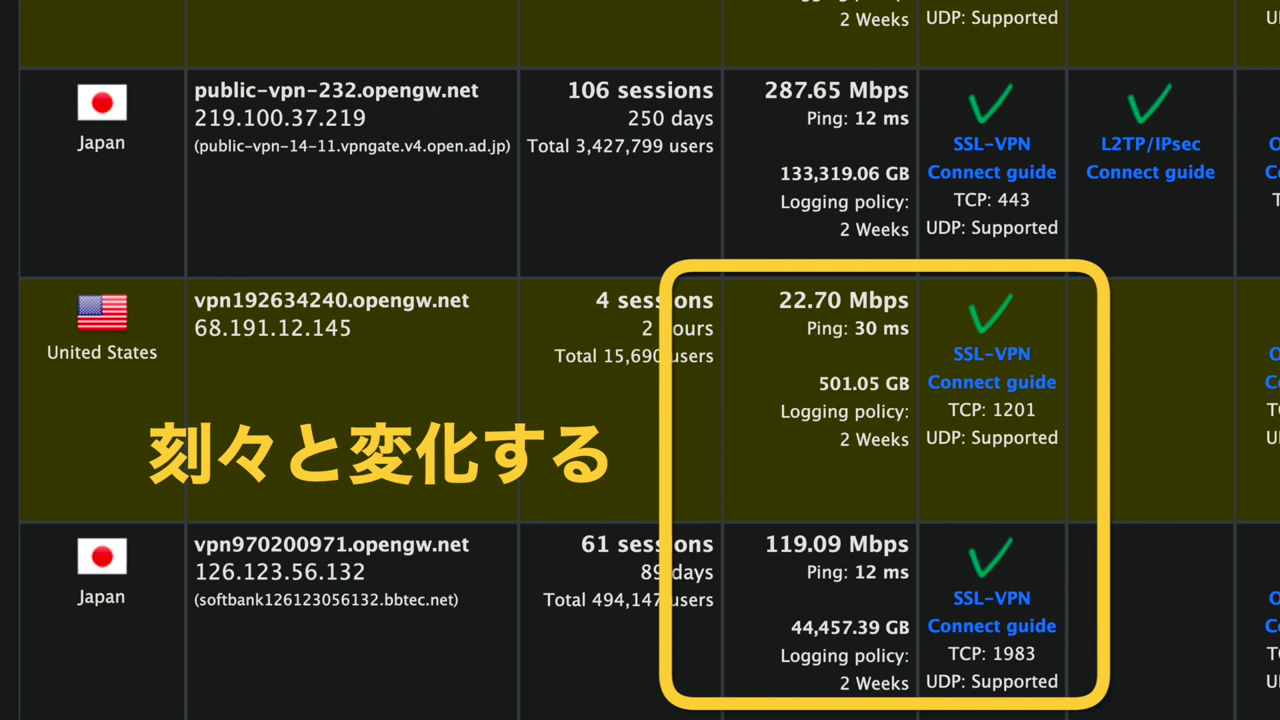 2 Weeks
UDP: Supported
Japan
public-vpn-232.opengw.net
219.100.37.219
(public-vpn-14-11.vpngate.v4.open.ad.jp)
106 sessions
250 days
Total 3,427,799 users
287.65 Mbps
Ping: 12 ms
133,319.06 GB
Logging policy:
2 Weeks
SSL-VPN
Connect guide
TCP: 443
UDP: Supported
L2TP/IPsec
Connect guide
United States
vpn192634240.opengw.net
68.191.12.145
4 sessions
2 hours
Total 15,690 users
22.70 Mbps
Ping: 30 ms
501.05 GB
Logging policy:
2 Weeks
SSL-VPN
Connect guide
TCP: 1201
UDP: Supported
刻々と変化する
Japan
vpn970200971.opengw.net
126.123.56.132
(softbank126123056132.bbtec.net)
61 sessions
89 days
Total 494,147 users
119.09 Mbps
Ping: 12 ms
44,457.39 GB
Logging policy:
2 Weeks
SSL-VPN
Connect guide
TCP: 1983
UDP: Supported